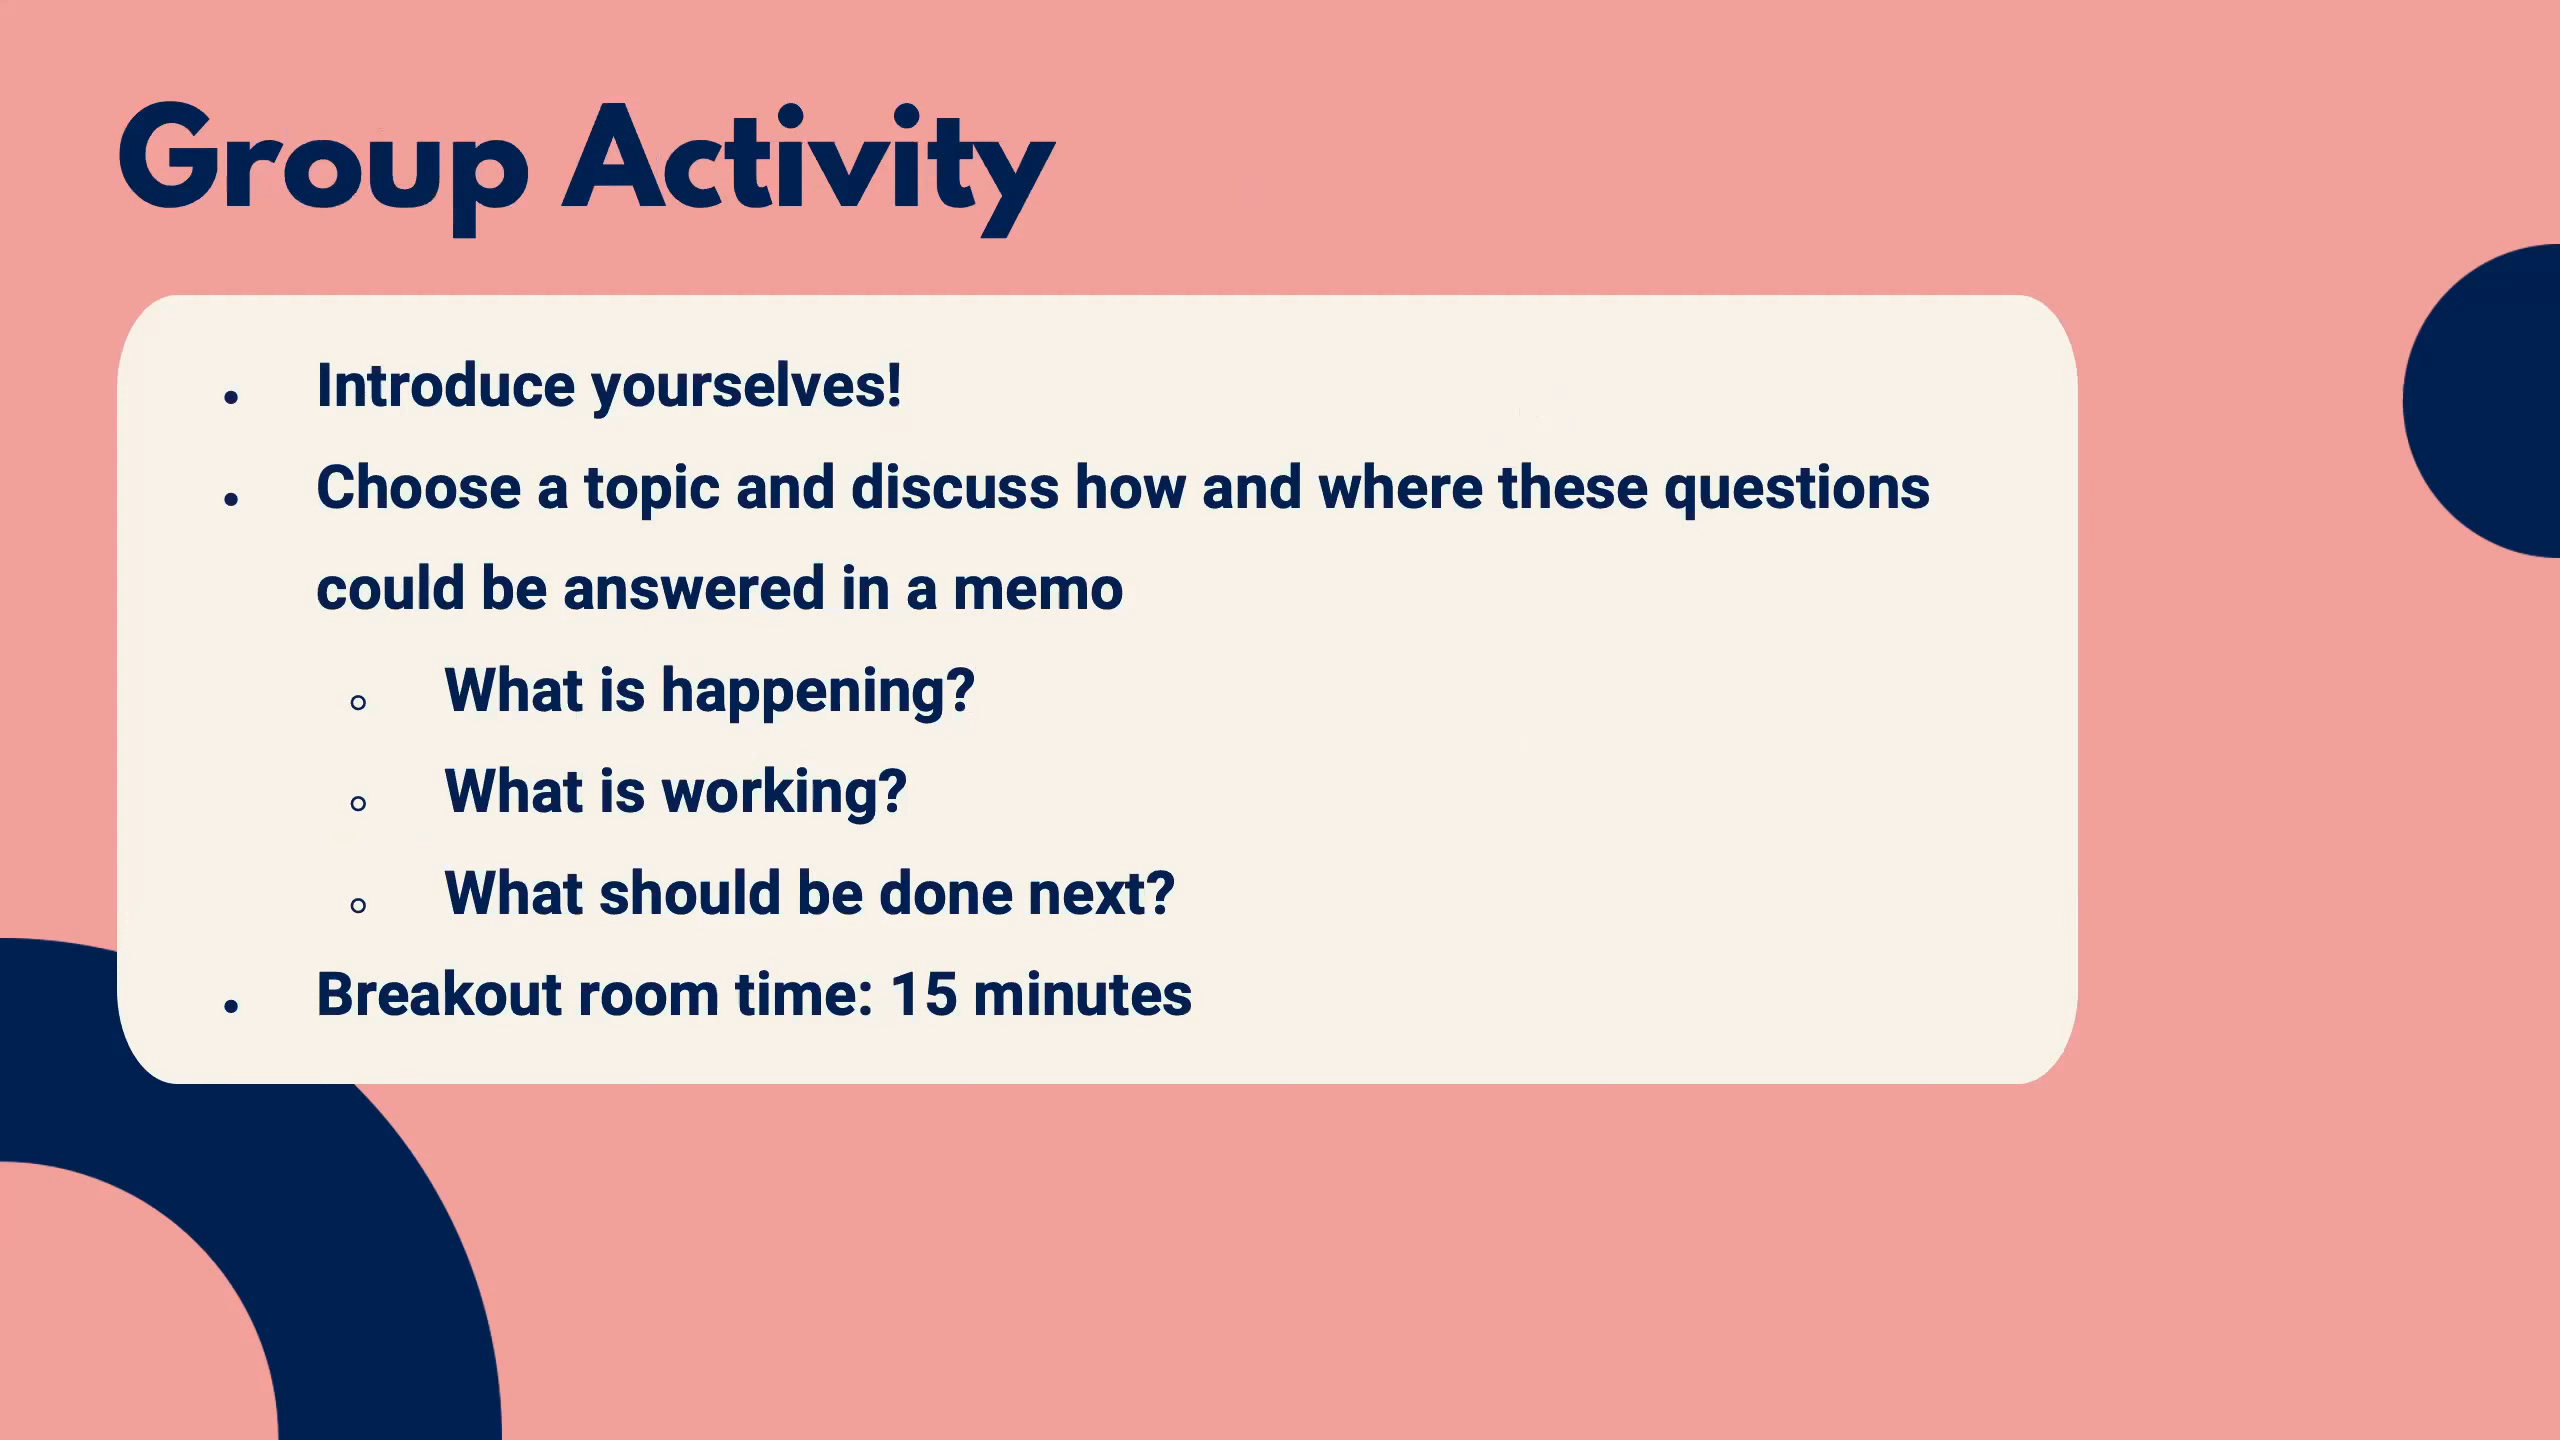 Group Activity
• Introduce yourselves!
• Choose a topic and discuss how and where these questions
could be answered in a memo
○ What is happening?
○ What is working?
○ What should be done next?
• Breakout room time: 15 minutes